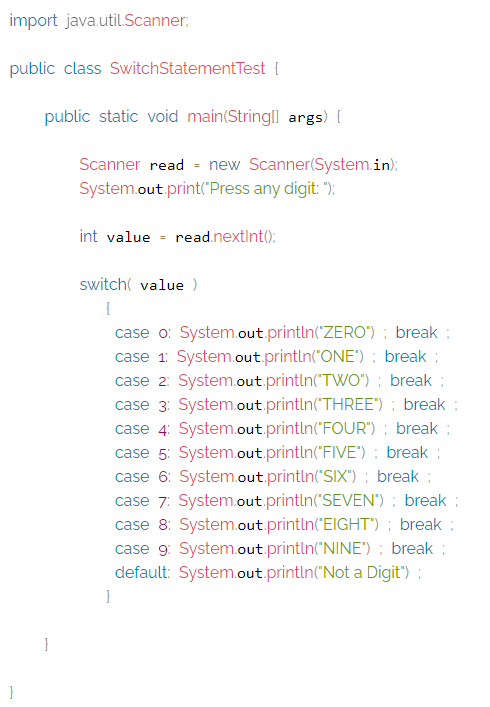 import java.util.Scanner;
public class SwitchStatementTest {
public static void main(String[] args) {
Scanner read = new Scanner(System.in);
System.out.print("Press any digit: ");
int value = read.nextInt();
switch( value )
{
case 0: System.out.println("ZERO") ; break ;
case 1: System.out.println("ONE") ; break ;
case 2: System.out.println("TWO") ; break ;
case 3: System.out.println("THREE") ; break ;
case 4: System.out.println("FOUR") ; break ;
case 5: System.out.println("FIVE") ; break ;
case 6: System.out.println("SIX") ; break ;
case 7: System.out.println("SEVEN") ; break ;
case 8: System.out.println("EIGHT") ; break ;
case 9: System.out.println("NINE") ; break ;
default: System.out.println("Not a Digit") ;
}
}
}